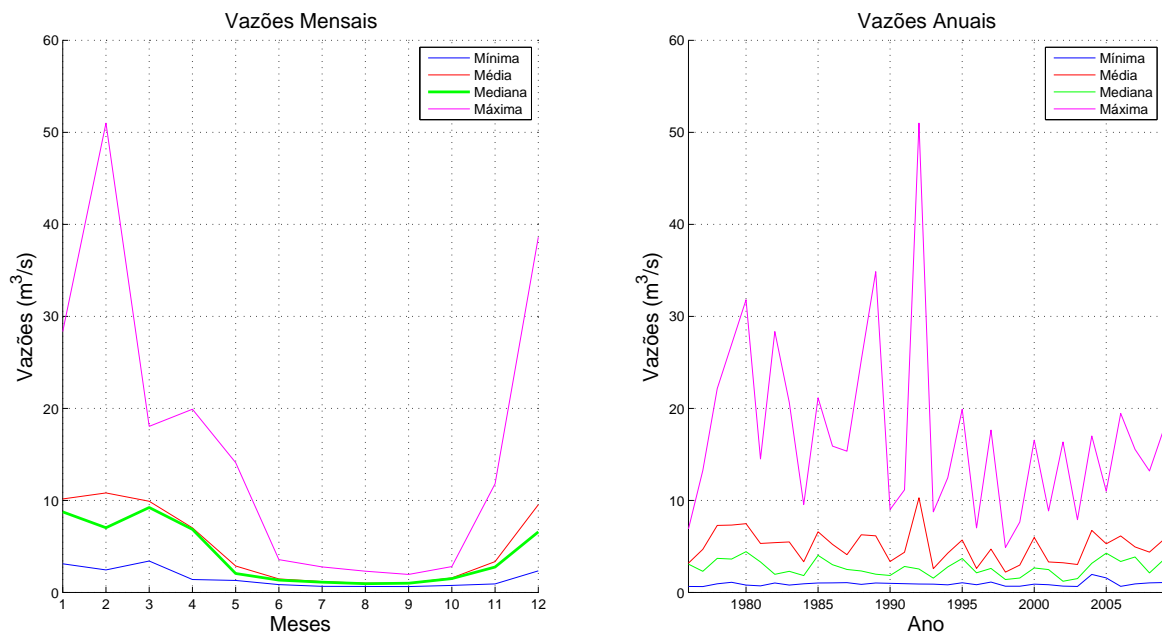 Vazões Mensais
60
50
40
30
20
10
0
Vazões (m³/s)
1 2 3 4 5 6 7 8 9 10 11 12
Meses
Mínima
Média
Mediana
Máxima
Vazões Anuais
60
50
40
30
20
10
0
Vazões (m³/s)
1980 1985 1990 1995 2000 2005
Ano
Mínima
Média
Mediana
Máxima